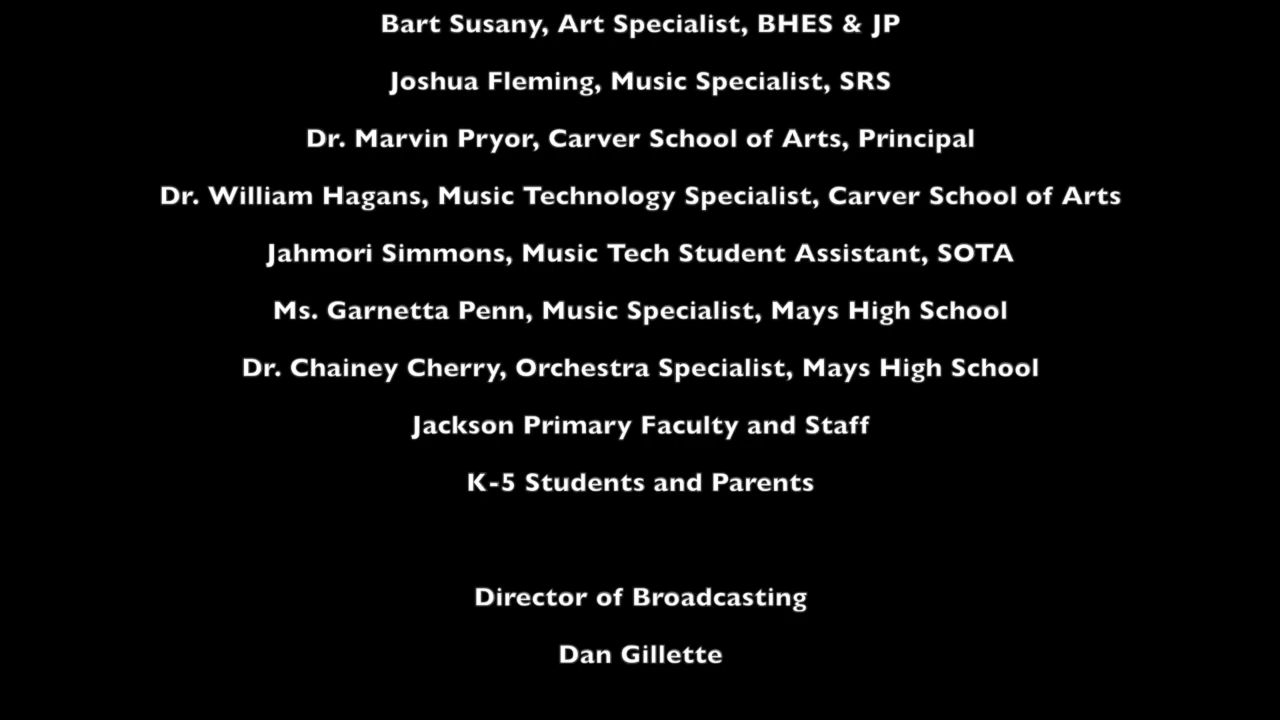 Bart Susany, Art Specialist, BHES & JP
Joshua Fleming, Music Specialist, SRS
Dr. Marvin Pryor, Carver School of Arts, Principal
Dr. William Hagans, Music Technology Specialist, Carver School of Arts
Jahmori Simmons, Music Tech Student Assistant, SOTA
Ms. Garnetta Penn, Music Specialist, Mays High School
Dr. Chainey Cherry, Orchestra Specialist, Mays High School
Jackson Primary Faculty and Staff
K-5 Students and Parents
Director of Broadcasting
Dan Gillette